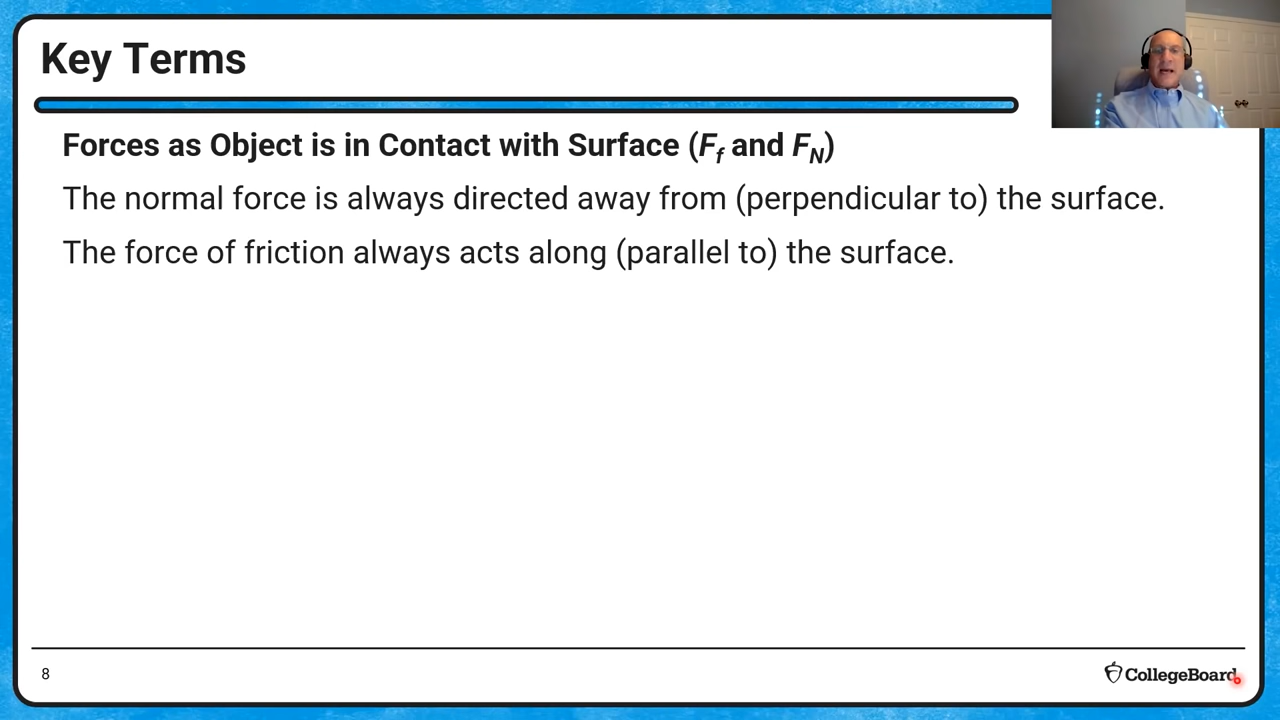 Key Terms
Forces as Object is in Contact with Surface (Ff and FN)
The normal force is always directed away from (perpendicular to) the surface.
The force of friction always acts along (parallel to) the surface.
8
CollegeBoard